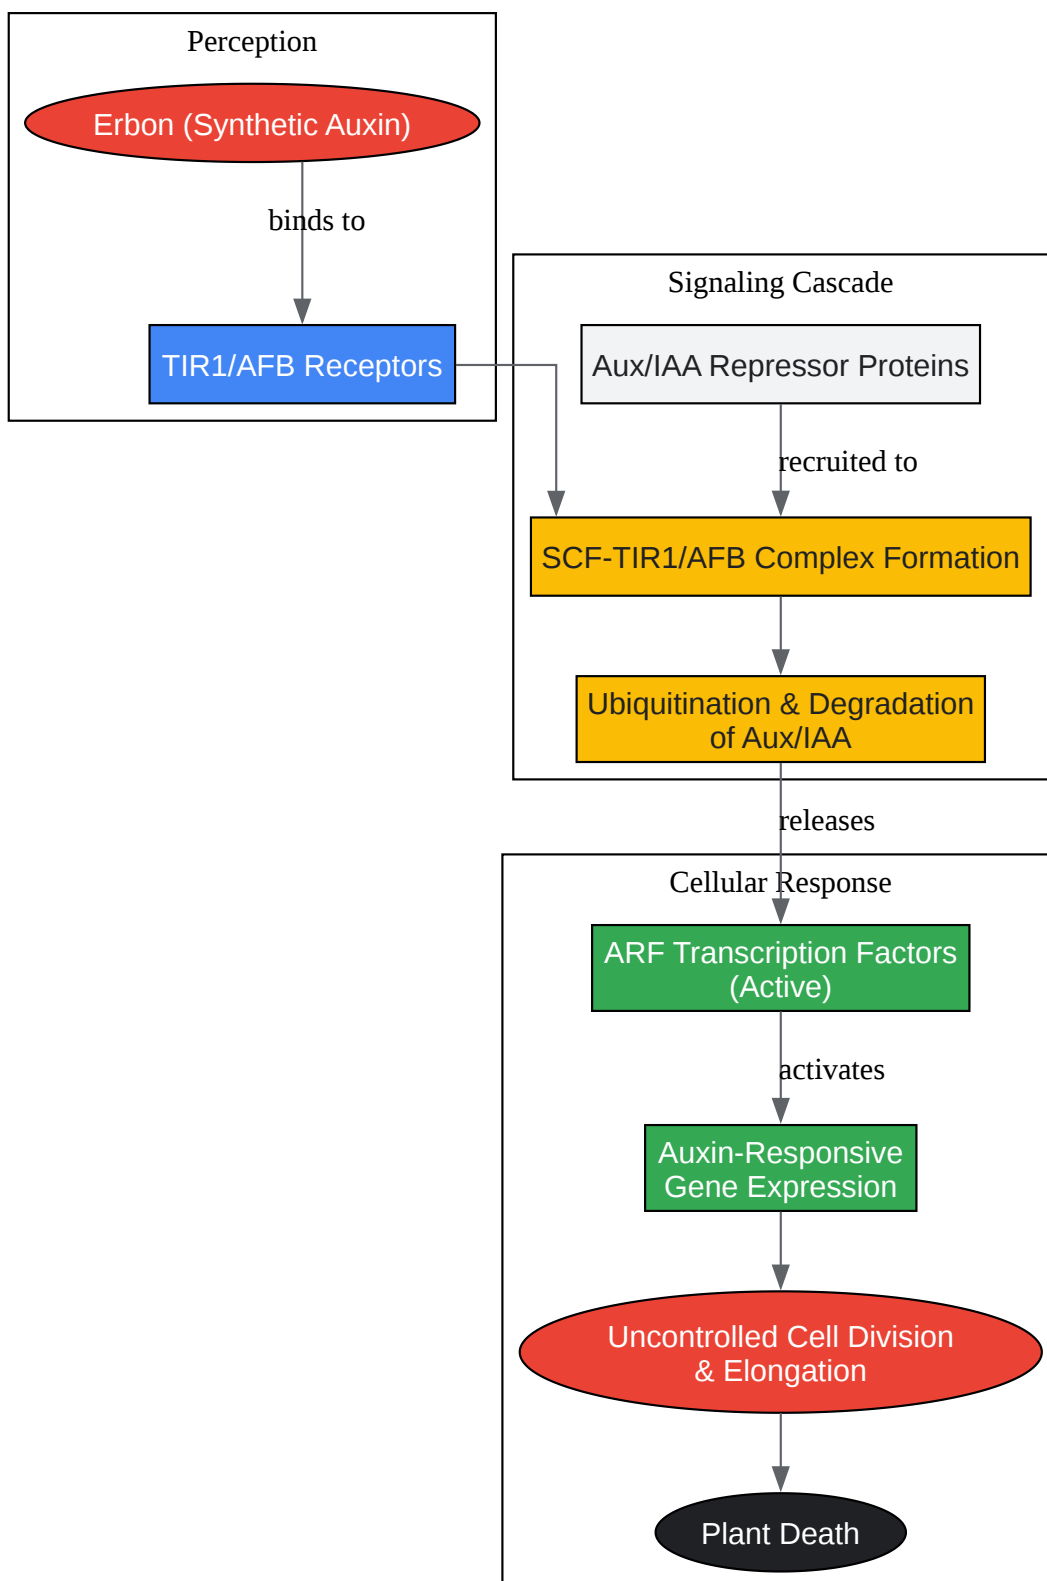 Perception
Erbon (Synthetic Auxin)
binds to
TIR1/AFB Receptors
Signaling Cascade
Aux/IAA Repressor Proteins
recruited to
SCF-TIR1/AFB Complex Formation
Ubiquitination & Degradation
of Aux/IAA
releases
Cellular Response
ARF Transcription Factors
(Active)
activates
Auxin-Responsive
Gene Expression
Uncontrolled Cell Division
& Elongation
Plant Death